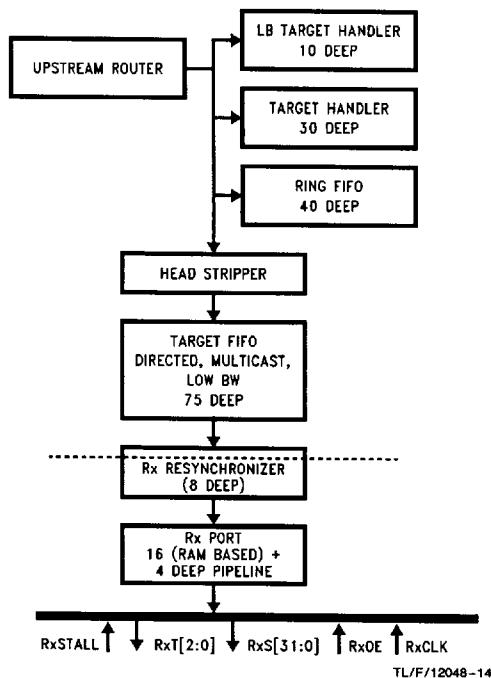 LB TARGET HANDLER
10 DEEP
UPSTREAM ROUTER
TARGET HANDLER
30 DEEP
RING FIFO
40 DEEP
HEAD STRIPPER
TARGET FIFO
DIRECTED, MULTICAST,
LOW BW
75 DEEP
Rx RESYNCHRONIZER
(8 DEEP)
Rx PORT
16 (RAM BASED) +
4 DEEP PIPELINE
RxSTALL RxT[2:0] RxS[31:0] RxOE RxCLK
TL/F/12048-14